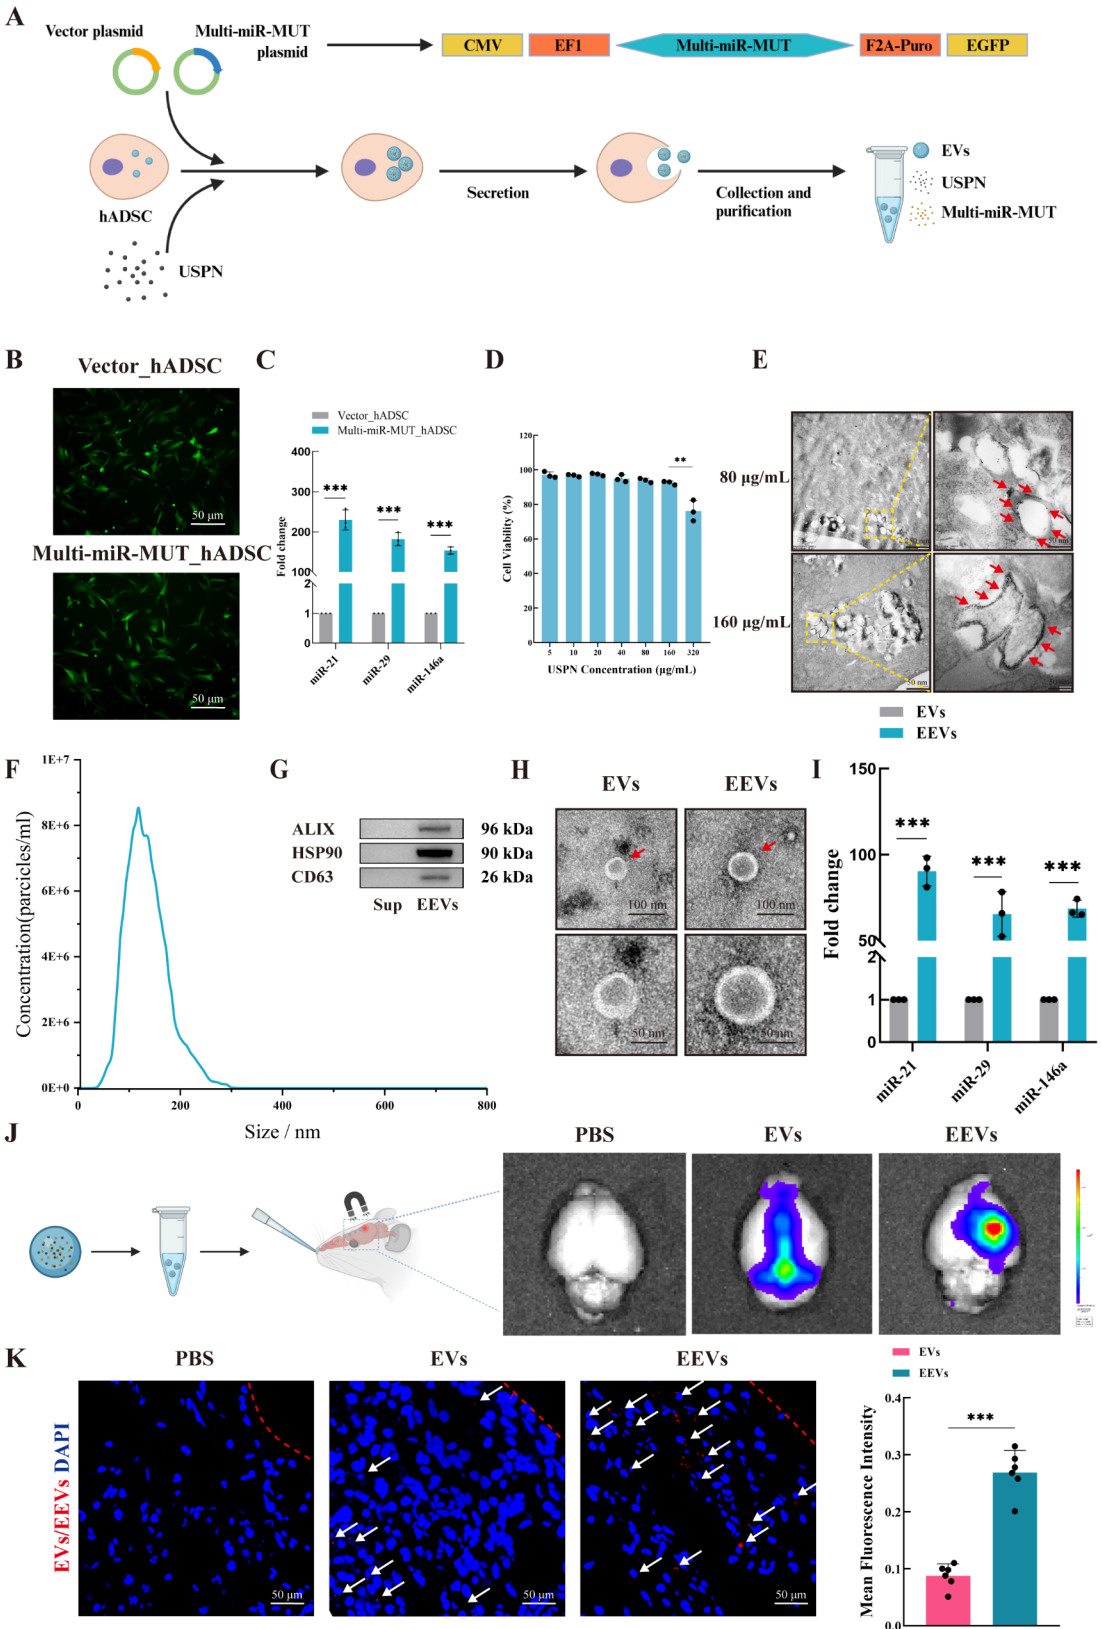 A
Vector plasmid
Multi-miR-MUT
plasmid
CMV
EF1
Multi-miR-MUT
F2A-Puro
EGFP
hADSC
USPN
Secretion
Collection and
purification
EVs
USPN
Multi-miR-MUT
B
Vector_hADSC
50 μm
Multi-miR-MUT_hADSC
50 μm
C
Vector_hADSC
Multi-miR-MUT_hADSC
Fold change
400
300
200
100
2
1
0
***
***
***
miR-21
miR-29
miR-146a
D
Cell Viability (%)
120
100
80
60
40
20
0
**
5 10 20 40 80 160 320
USPN Concentration (μg/mL)
E
80 μg/mL
160 μg/mL
50 nm
F
Concentration(parcicles/ml)
1E+7
8E+6
6E+6
4E+6
2E+6
0E+0
0 200 400 600 800
Size / nm
G
ALIX 96 kDa
HSP90 90 kDa
CD63 26 kDa
Sup EEVs
H
EVs EEVs
100 nm 100 nm
50 nm 50 nm
EVs
EEVs
I
Fold change
150
100
50
2
1
0
***
***
***
miR-21
miR-29
miR-146a
J
PBS EVs EEVs
K
PBS EVs EEVs
EVs/EEVs DAPI
50 μm 50 μm 50 μm
EVs
EEVs
Mean Fluorescence Intensity
0.4
0.3
0.2
0.1
0.0
***